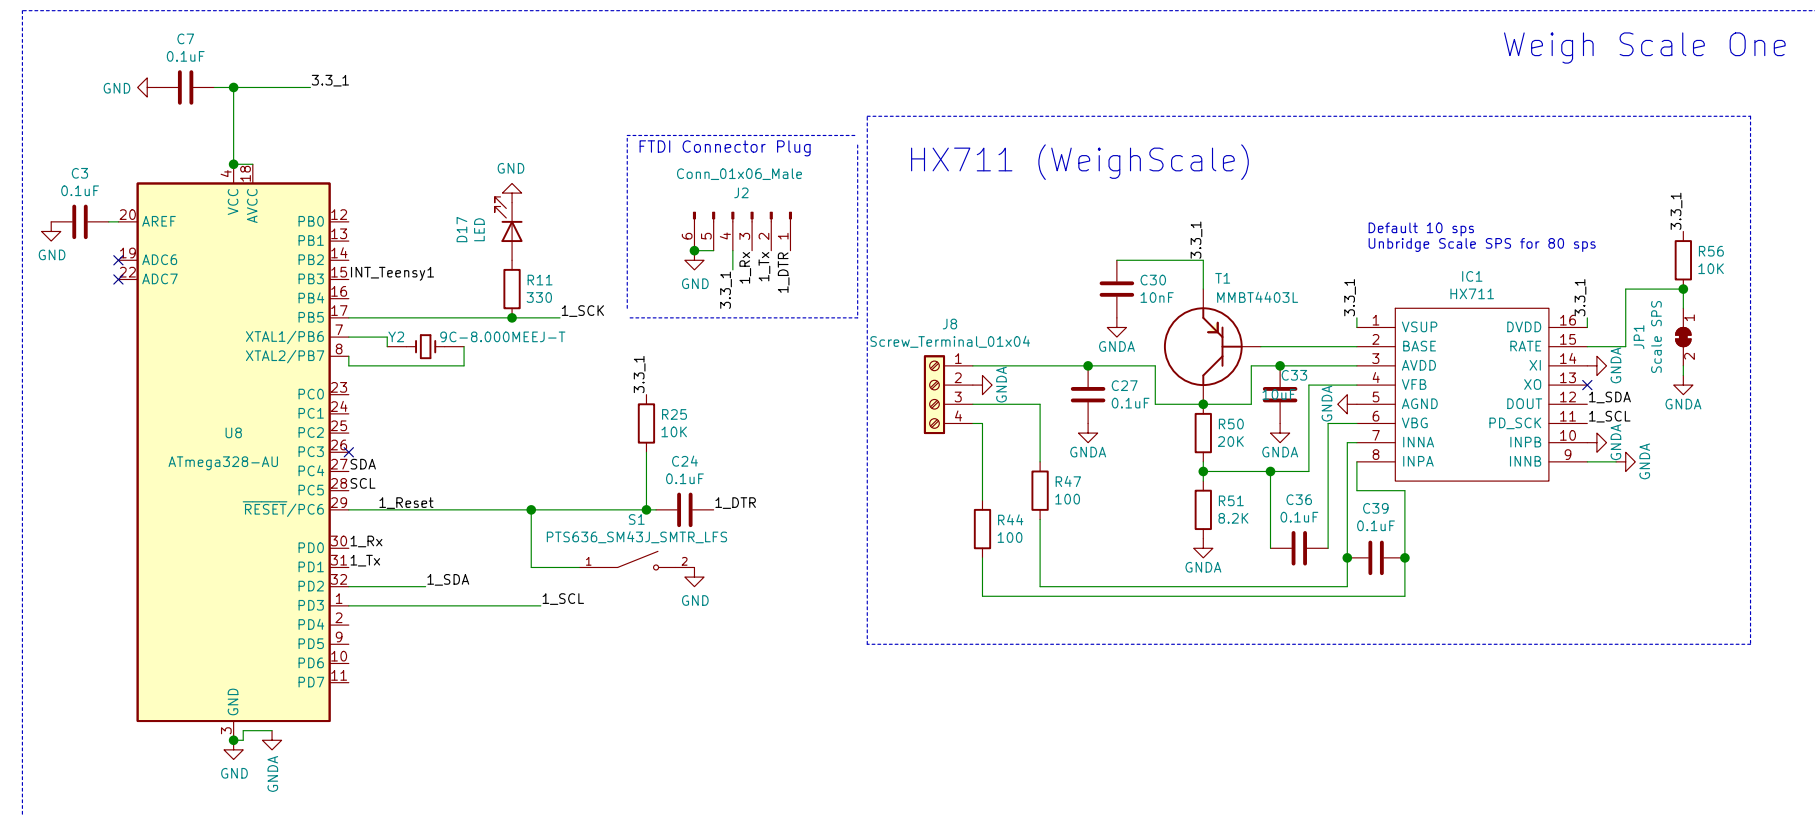 Weigh Scale One
C7
0.1uF
GND
3.3_1
C3
0.1uF
GND
4
18
VCC
AVCC
20
AREF
19
ADC6
22
ADC7
PB0
12
PB1
13
PB2
14
PB3
15
INT_Teensy1
PB4
16
PB5
17
XTAL1/PB6
7
XTAL2/PB7
8
PC0
23
PC1
24
PC2
25
PC3
26
PC4
27
SDA
PC5
28
SCL
RESET/PC6
29
1_Reset
U8
ATmega328-AU
PD0
30
1_Rx
PD1
31
1_Tx
PD2
32
1_SDA
PD3
1
1_SCL
PD4
2
PD5
9
PD6
10
PD7
11
GND
3
GND
GNDA
GND
D17
LED
R11
330
1_SCK
Y2
9C-8.000MEEJ-T
3.3_1
R25
10K
C24
0.1uF
1_DTR
S1
PTS636_SM43J_SMTR_LFS
1
2
GND
FTDI Connector Plug
Conn_01x06_Male
J2
6
5
4
3
2
1
GND
3.3_1
1_Rx
1_Tx
1_DTR
HX711 (WeighScale)
Default 10 sps
Unbridge Scale SPS for 80 sps
J8
Screw_Terminal_01x04
1
2
3
4
GNDA
C30
10nF
GNDA
3.3_1
T1
MMBT4403L
C27
0.1uF
GNDA
R50
20K
R51
8.2K
GNDA
C33
10uF
GNDA
R47
100
R44
100
C36
0.1uF
C39
0.1uF
IC1
HX711
3.3_1
1
VSUP
2
BASE
3
AVDD
4
VFB
GNDA
5
AGND
6
VBG
7
INNA
8
INPA
3.3_1
DVDD
16
RATE
15
XI
14
GNDA
XO
13
DOUT
12
1_SDA
PD_SCK
11
1_SCL
INPB
10
GNDA
INNB
9
GNDA
3.3_1
R56
10K
JP1
Scale SPS
1
2
GNDA